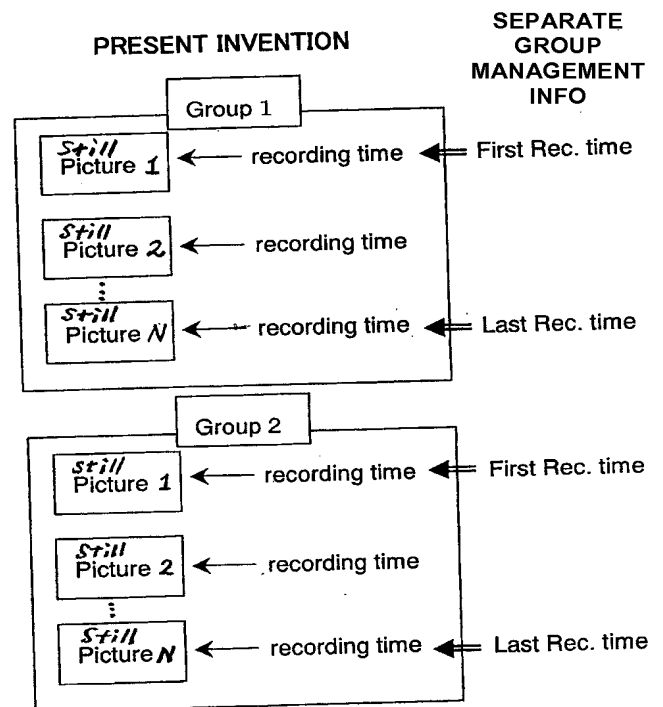 PRESENT INVENTION
SEPARATE
GROUP
MANAGEMENT
INFO
Group 1
Still
Picture 1
recording time
First Rec. time
Still
Picture 2
recording time
Still
Picture N
recording time
Last Rec. time
Group 2
Still
Picture 1
recording time
First Rec. time
Still
Picture 2
recording time
Still
Picture N
recording time
Last Rec. time